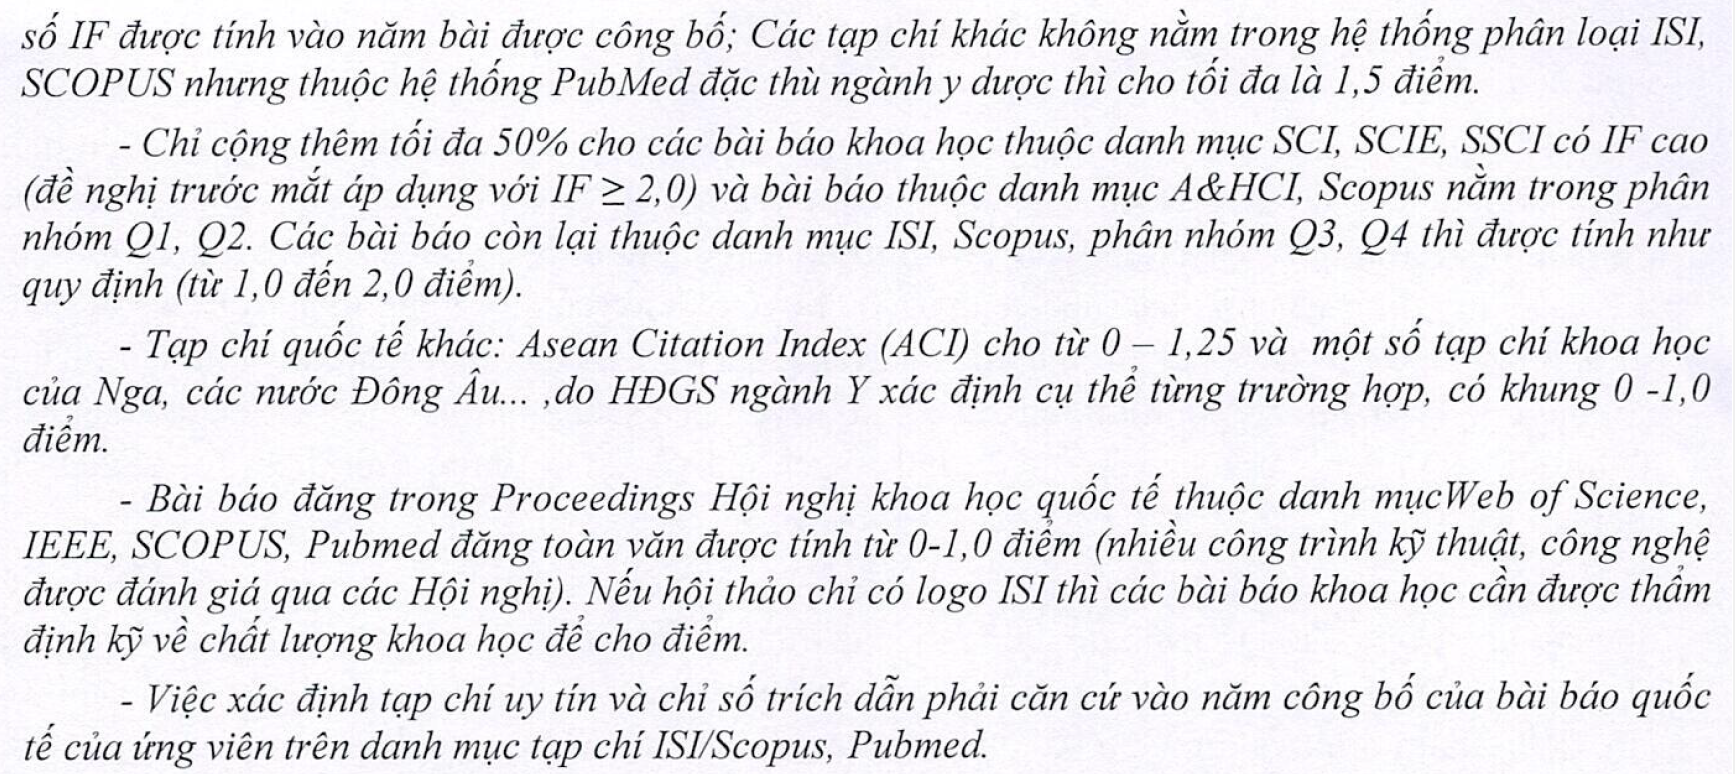 số IF được tính vào năm bài được công bố; Các tạp chí khác không nằm trong hệ thống phân loại ISI,
SCOPUS nhưng thuộc hệ thống PubMed đặc thù ngành y dược thì cho tối đa là 1,5 điểm.
- Chỉ cộng thêm tối đa 50% cho các bài báo khoa học thuộc danh mục SCI, SCIE, SSCI có IF cao
(đề nghị trước mắt áp dụng với IF ≥ 2,0) và bài báo thuộc danh mục A&HCI, Scopus nằm trong phân
nhóm Q1, Q2. Các bài báo còn lại thuộc danh mục ISI, Scopus, phân nhóm Q3, Q4 thì được tính như
quy định (từ 1,0 đến 2,0 điểm).
- Tạp chí quốc tế khác: Asean Citation Index (ACI) cho từ 0 – 1,25 và một số tạp chí khoa học
của Nga, các nước Đông Âu... ,do HĐGS ngành Y xác định cụ thể từng trường hợp, có khung 0 -1,0
điểm.
- Bài báo đăng trong Proceedings Hội nghị khoa học quốc tế thuộc danh mụcWeb of Science,
IEEE, SCOPUS, Pubmed đăng toàn văn được tính từ 0-1,0 điểm (nhiều công trình kỹ thuật, công nghệ
được đánh giá qua các Hội nghị). Nếu hội thảo chỉ có logo ISI thì các bài báo khoa học cần được thẩm
định kỹ về chất lượng khoa học để cho điểm.
- Việc xác định tạp chí uy tín và chỉ số trích dẫn phải căn cứ vào năm công bố của bài báo quốc
tế của ứng viên trên danh mục tạp chí ISI/Scopus, Pubmed.